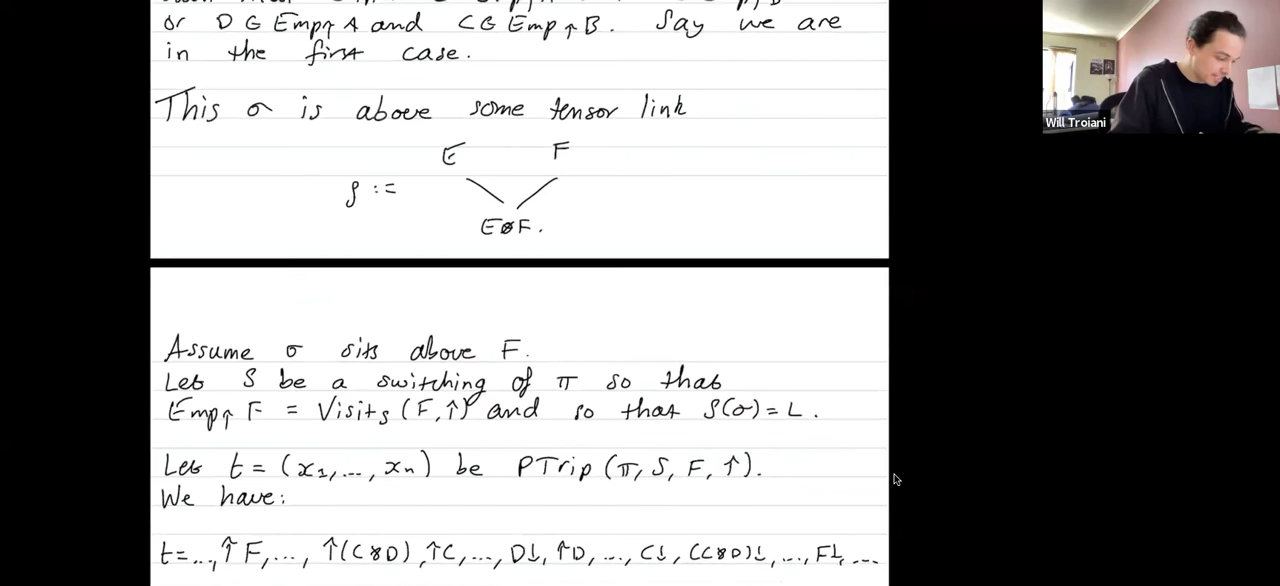 or D ∈ Emp↑ A and C ∈ Emp↑ B. Say we are
in the first case.
This σ is above some tensor link
E F
ρ :=
E⊗F.
Assume σ sits above F.
Let S be a switching of π so that
Emp↑ F = Visits (F,↑) and so that S(σ) = L.
Let t = (x₁,...,xₙ) be PTrip (π, S, F, ↑).
We have:
t=..., ↑F,..., ↑(C⊗D), ↑C, ..., D↓, ↑D, ..., C↓, (C⊗D)↓, ..., F↓, ...
Will Troiani